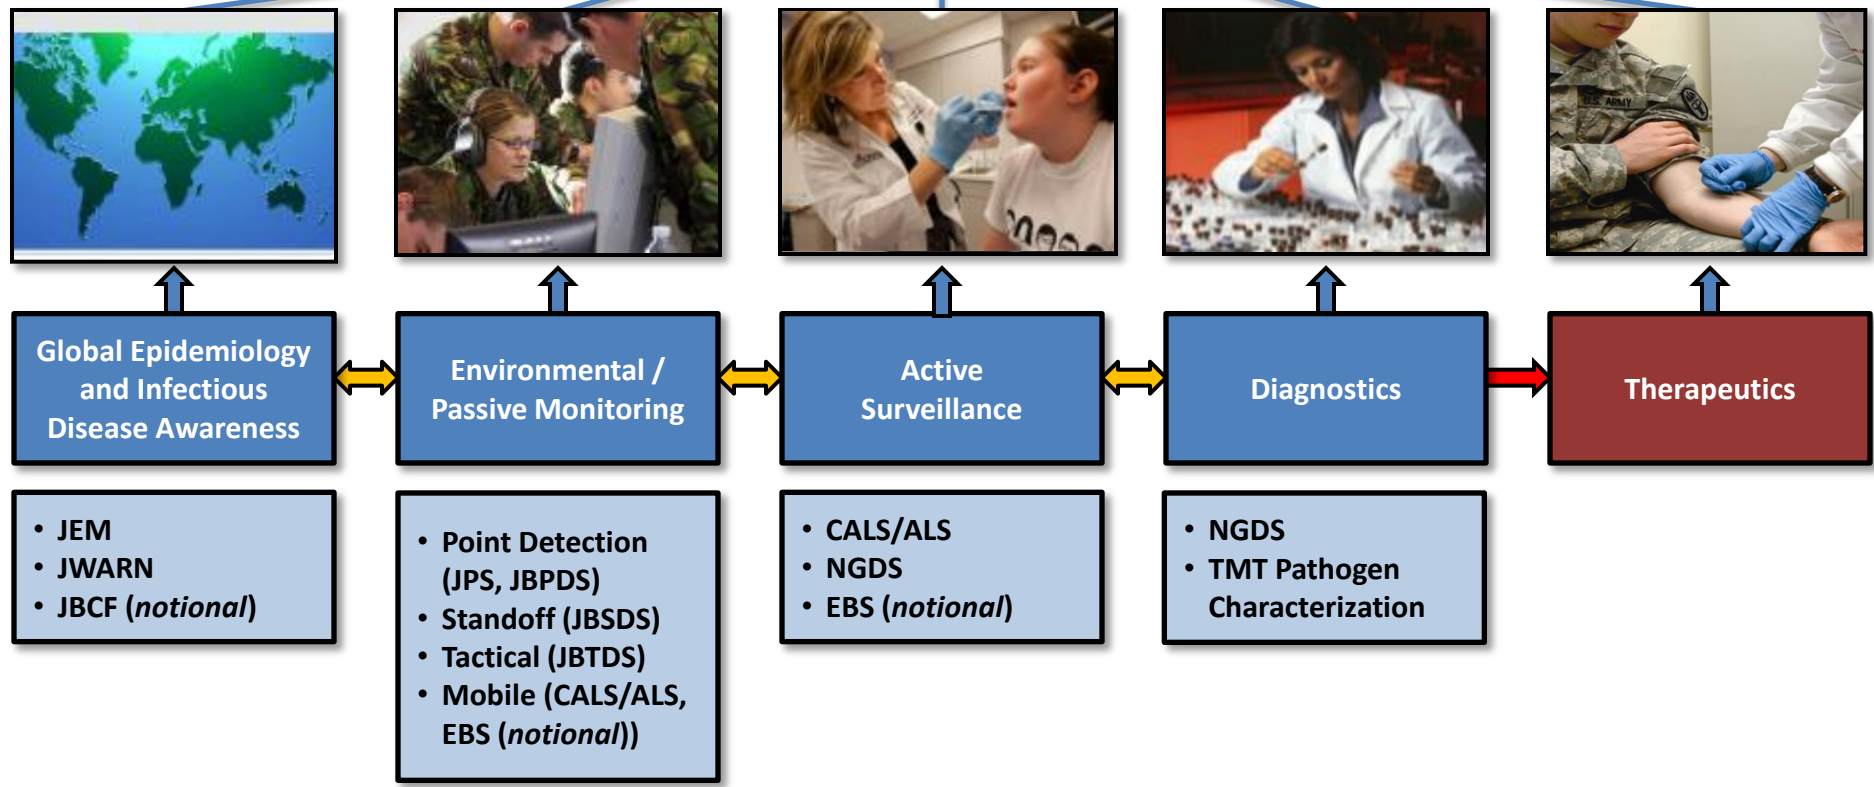 U.S. ARMY
Global Epidemiology
and Infectious
Disease Awareness
Environmental /
Passive Monitoring
Active
Surveillance
Diagnostics
Therapeutics
• JEM
• JWARN
• JBCF (notional)
• Point Detection
(JPS, JBPDS)
• Standoff (JBSDS)
• Tactical (JBTDS)
• Mobile (CALS/ALS,
EBS (notional))
• CALS/ALS
• NGDS
• EBS (notional)
• NGDS
• TMT Pathogen
Characterization